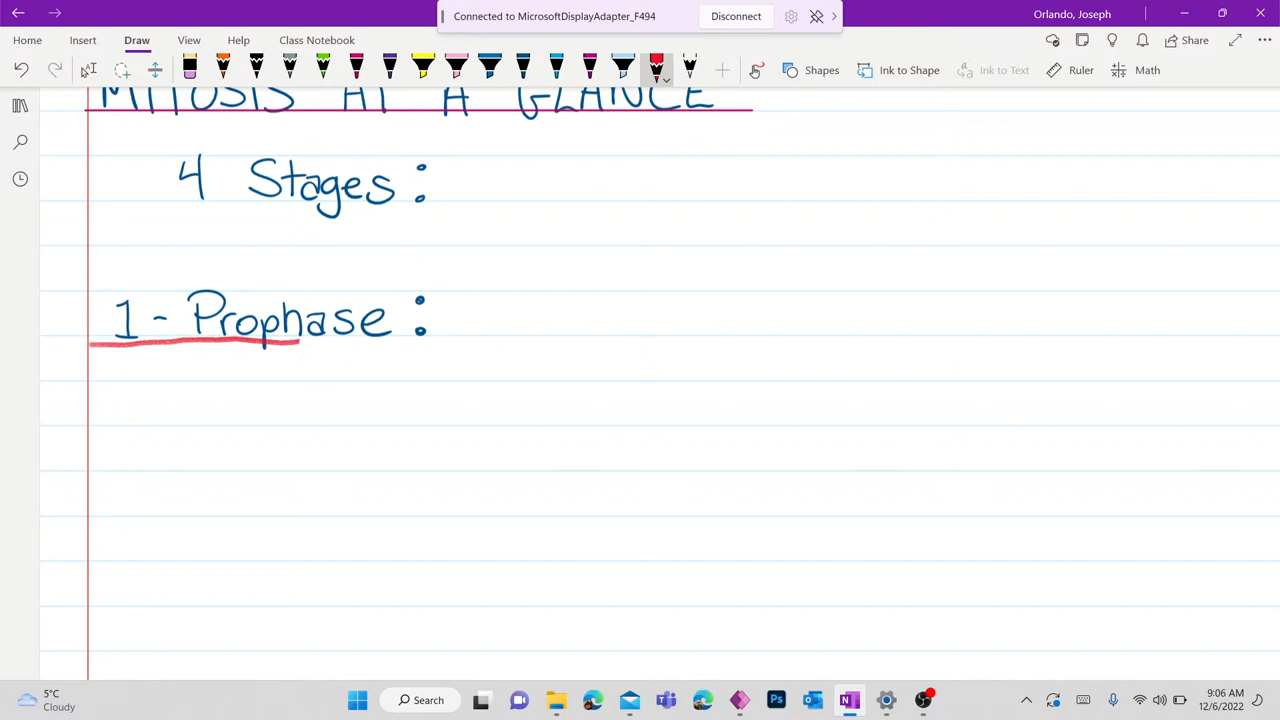 Connected to MicrosoftDisplayAdapter_F494
Disconnect
Orlando, Joseph
Home Insert Draw View Help Class Notebook
Share
Shapes
Ink to Shape
Ink to Text
Ruler
Math
MITOSIS AT A GLANCE
4 Stages:
1 - Prophase:
5°C
Cloudy
Search
9:06 AM
12/6/2022